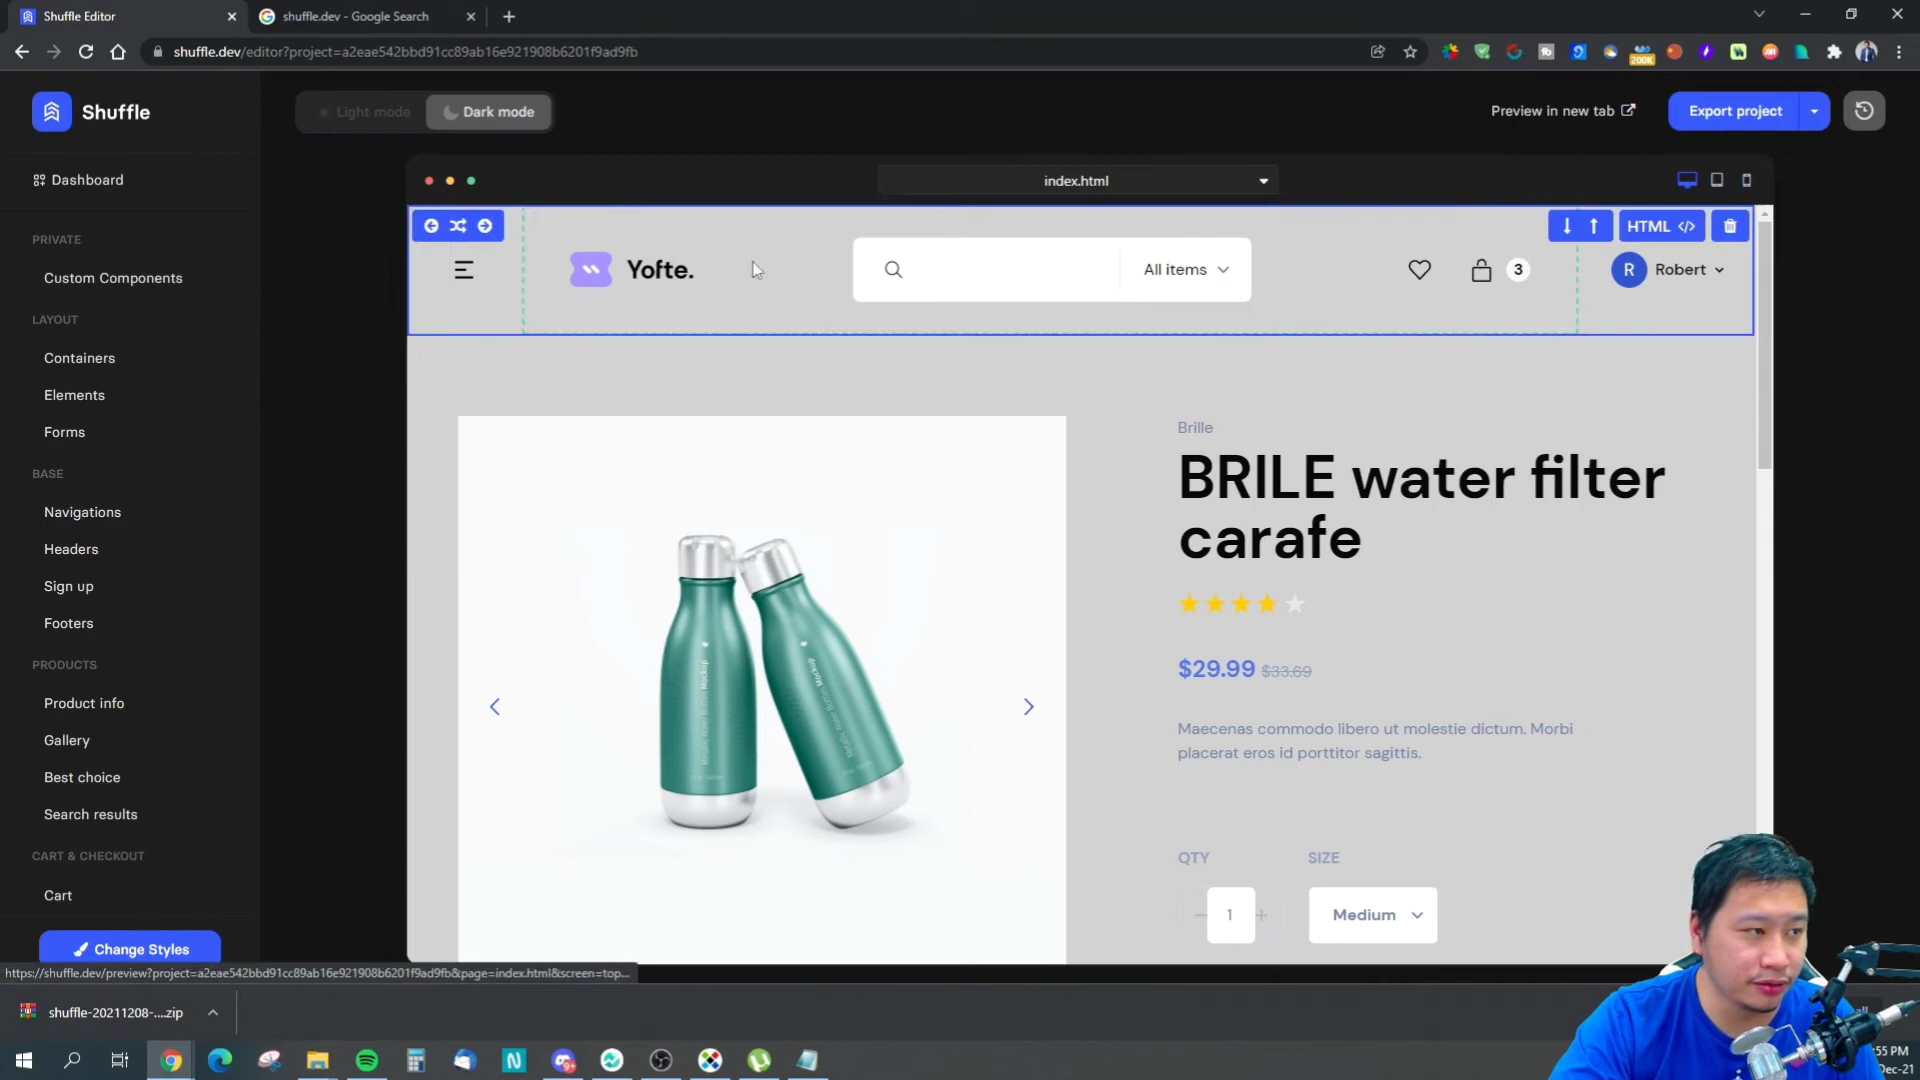 Shuffle Editor
shuffle.dev - Google Search
shuffle.dev/editor?project=a2eae542bbd91cc89ab16e921908b6201f9ad9fb
200K
Shuffle
Light mode
Dark mode
Preview in new tab
Export project
Dashboard
index.html
PRIVATE
Custom Components
LAYOUT
Containers
Elements
Forms
BASE
Navigations
Headers
Sign up
Footers
PRODUCTS
Product info
Gallery
Best choice
Search results
CART & CHECKOUT
Cart
Change Styles
HTML </>
Yofte.
All items
3
R
Robert
Brille
BRILE water filter
carafe
$29.99 $33.69
Maecenas commodo libero ut molestie dictum. Morbi
placerat eros id porttitor sagittis.
QTY
SIZE
1
Medium
https://shuffle.dev/preview?project=a2eae542bbd91cc89ab16e921908b6201f9ad9fb&page=index.html&screen=top...
shuffle-20211208-....zip
:55 PM
Dec-21